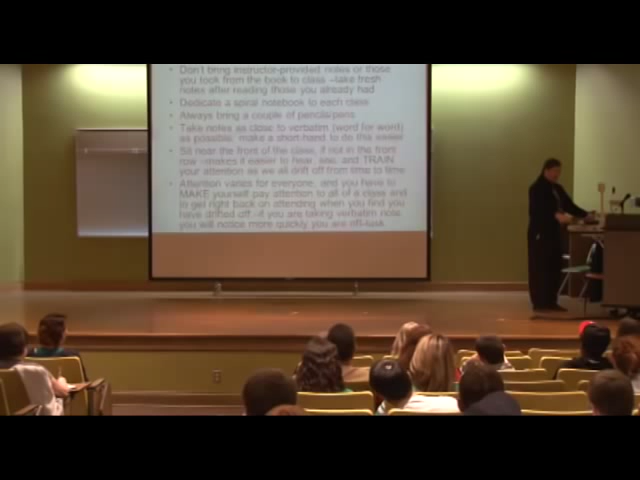 • Don't bring instructor-provided notes or those
you took from the book to class –take fresh
notes after reading those you already had
• Dedicate a spiral notebook to each class
• Always bring a couple of pencils/pens
• Take notes as close to verbatim (word for word)
as possible; make a short-hand to do this easier
• Sit near the front of the class, if not in the front
row –makes it easier to hear, see, and TRAIN
your attention as we all drift off from time to time
• Attention varies for everyone, and you have to
MAKE yourself pay attention to all of a class and
to get right back on attending when you find you
have drifted off –if you are taking verbatim note
you will notice more quickly you are off-task